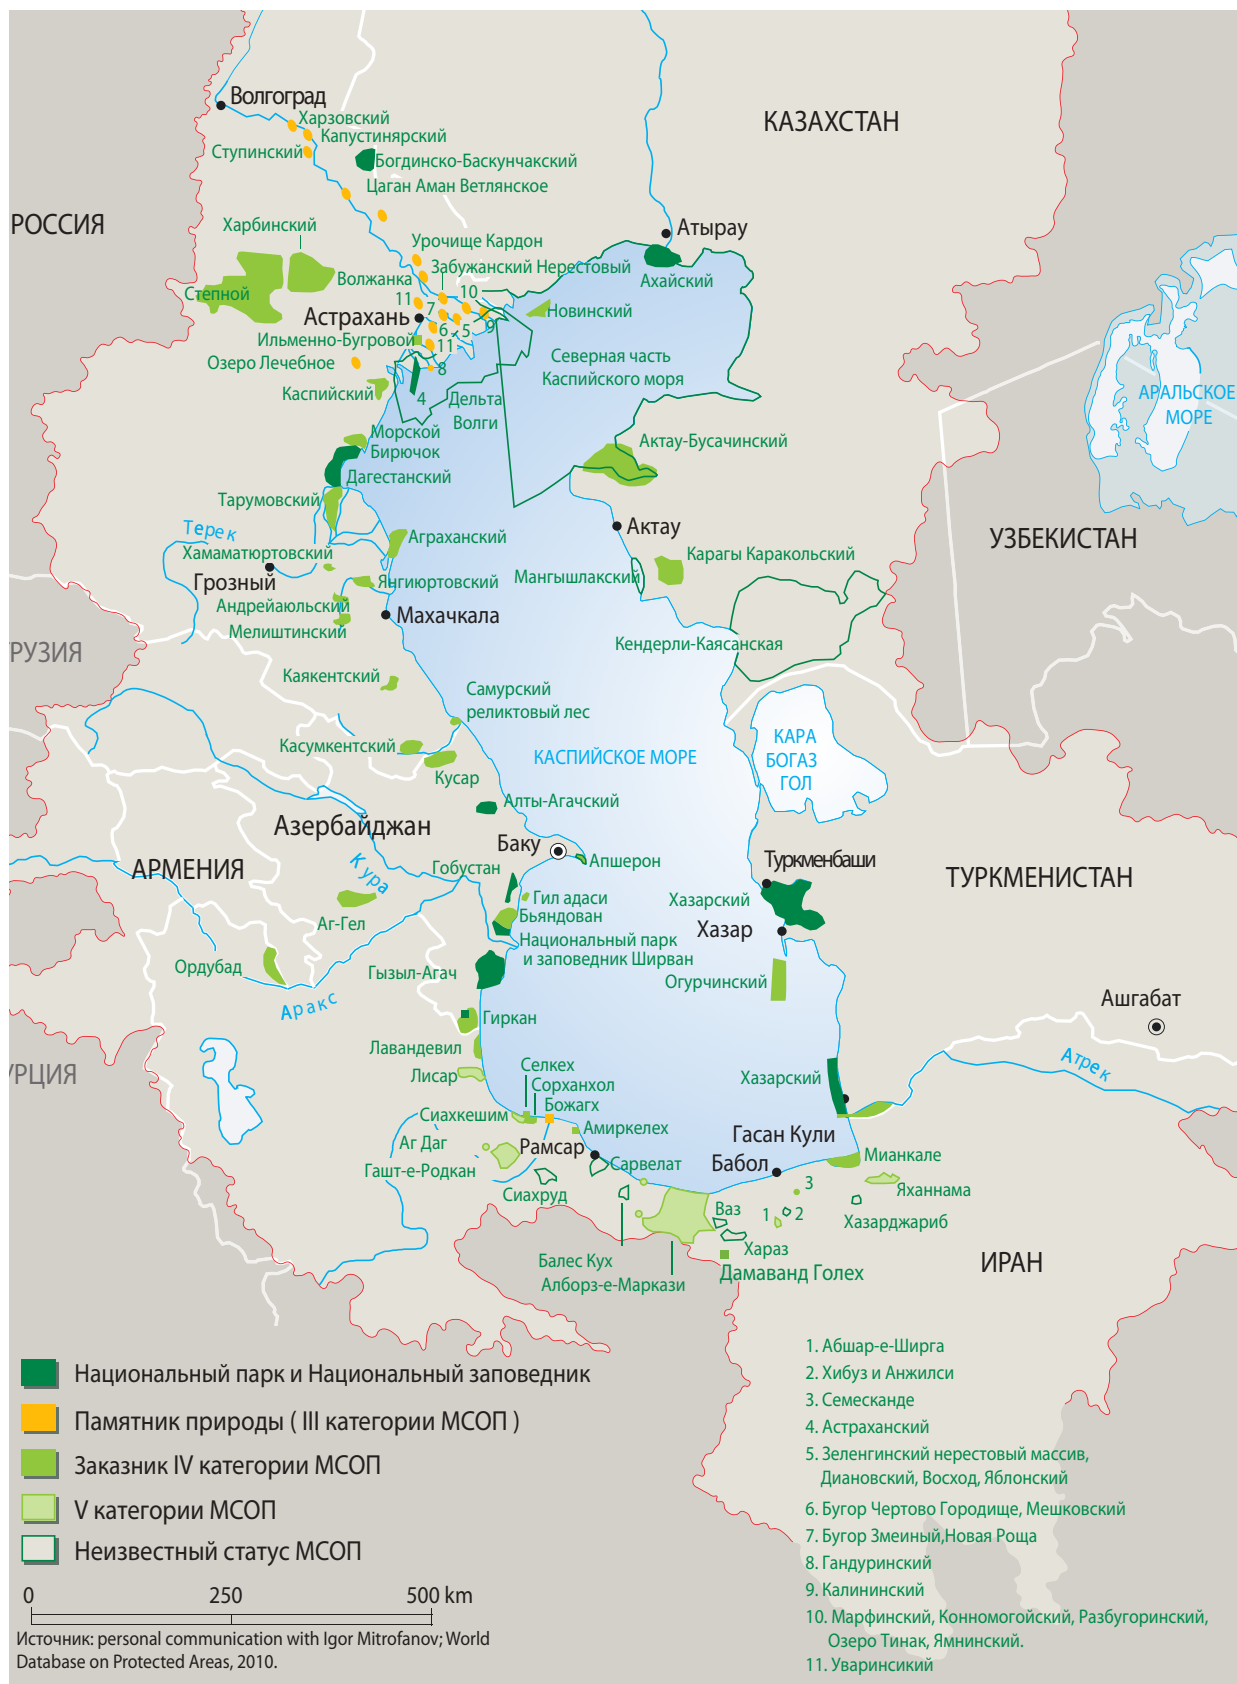 Волгоград
Харзовский
Капустинярский
Ступинский
Богдинско-Баскунчакский
Цаган Аман Ветлянское
КАЗАХСТАН
РОССИЯ
Харбинский
Атырау
Урочище Кардон
Забужанский Нерестовый
Волжанка
Ахайский
Степной
10
11
7
Астрахань
Новинский
6
5
9
Ильменно-Бугровой
11
Озеро Лечебное
8
Северная часть
Каспийского моря
Каспийский
4
Дельта
Волги
АРАЛЬСКОЕ
МОРЕ
Морской
Бирючок
Актау-Бусачинский
Дагестанский
Тарумовский
Терек
Актау
УЗБЕКИСТАН
Аграханский
Хамаматюртовский
Карагы Каракольский
Грозный
Янгиюртовский
Мангышлакский
Андрейаюльский
Махачкала
Мелиштинский
РУЗИЯ
Кендерли-Каясанская
Каякентский
Самурский
реликтовый лес
Касумкентский
КАСПИЙСКОЕ МОРЕ
КАРА
БОГАЗ
ГОЛ
Кусар
Алты-Агачский
Азербайджан
Баку
Апшерон
АРМЕНИЯ
Кура
Гобустан
Туркменбаши
ТУРКМЕНИСТАН
Гил адаси
Хазарский
Аг-Гел
Бьяндован
Хазар
Национальный парк
и заповедник Ширван
Ордубад
Гызыл-Агач
Огурчинский
Аракс
Ашгабат
Гиркан
Лавандевил
Атрек
УРЦИЯ
Лисар
Селкех
Сорханхол
Божагх
Хазарский
Сиахкешим
Амиркелех
Гасан Кули
Аг Даг
Рамсар
Мианкале
Гашт-е-Родкан
Сарвелат
Бабол
Сиахруд
3
Яханнама
Ваз
1
2
Хазарджариб
Хараз
Балес Кух
Алборз-е-Маркази
Дамаванд Голех
ИРАН
1. Абшар-е-Ширга
2. Хибуз и Анжилси
3. Семесканде
4. Астраханский
5. Зеленгинский нерестовый массив,
Диановский, Восход, Яблонский
6. Бугор Чертово Городище, Мешковский
7. Бугор Змеиный,Новая Роща
8. Гандуринский
9. Калининский
10. Марфинский, Конномогойский, Разбугоринский,
Озеро Тинак, Ямнинский.
11. Уваринсикий
Национальный парк и Национальный заповедник
Памятник природы ( III категории МСОП )
Заказник IV категории МСОП
V категории МСОП
Неизвестный статус МСОП
0 250 500 km
Источник: personal communication with Igor Mitrofanov; World
Database on Protected Areas, 2010.